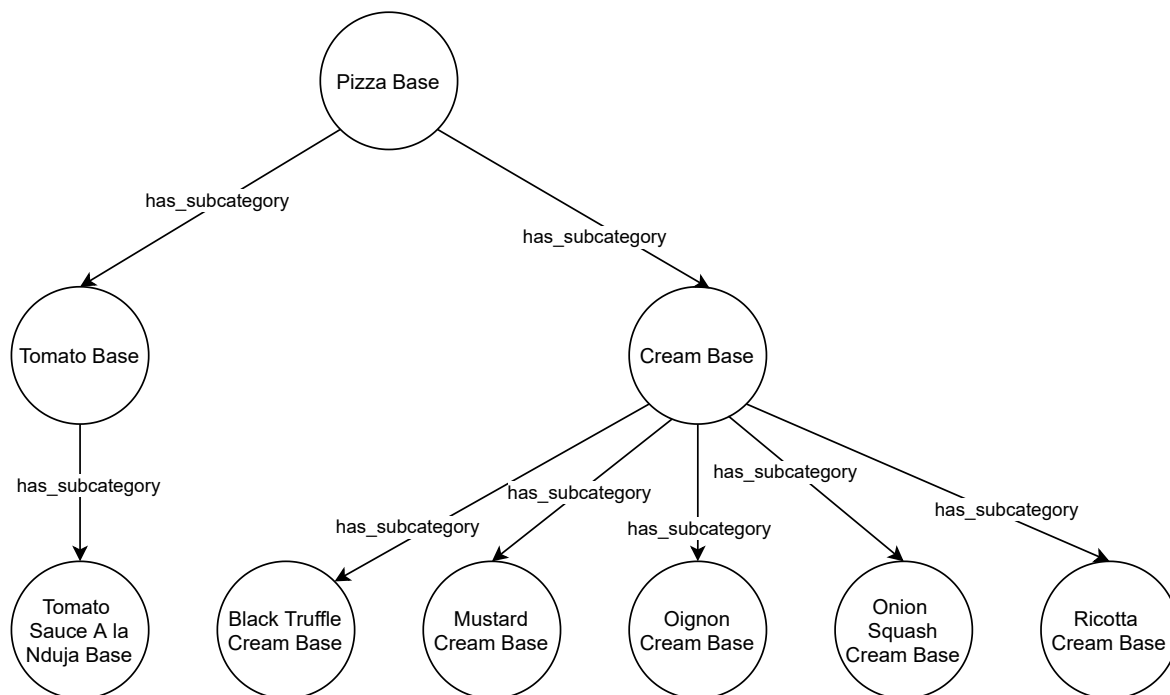 Pizza Base
has_subcategory
has_subcategory
Tomato Base
Cream Base
has_subcategory
has_subcategory
has_subcategory
has_subcategory
has_subcategory
has_subcategory
Tomato
Sauce A la
Nduja Base
Black Truffle
Cream Base
Mustard
Cream Base
Oignon
Cream Base
Onion
Squash
Cream Base
Ricotta
Cream Base